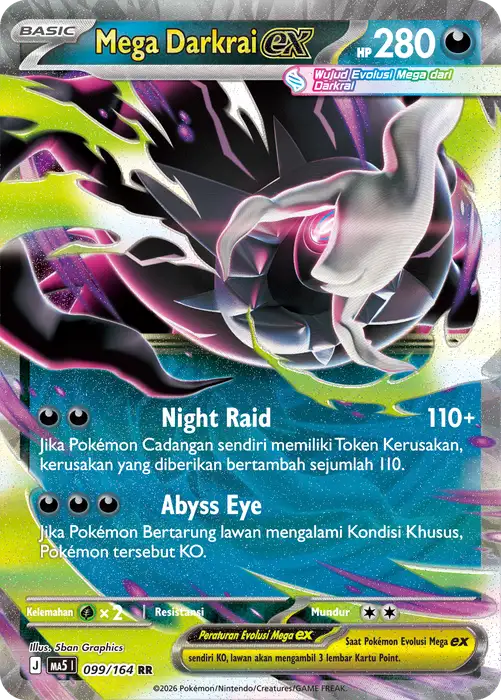 BASIC Mega Darkrai ex HP 280
Wujud Evolusi Mega dari
Darkrai
Night Raid 110+
Jika Pokémon Cadangan sendiri memiliki Token Kerusakan,
kerusakan yang diberikan bertambah sejumlah 110.
Abyss Eye
Jika Pokémon Bertarung lawan mengalami Kondisi Khusus,
Pokémon tersebut KO.
Kelemahan ×2 Resistansi Mundur
Illus. 5ban Graphics
Peraturan Evolusi Mega ex Saat Pokémon Evolusi Mega ex
sendiri KO, lawan akan mengambil 3 lembar Kartu Point.
J MA5 I 099/164 RR
©2026 Pokémon/Nintendo/Creatures/GAME FREAK.